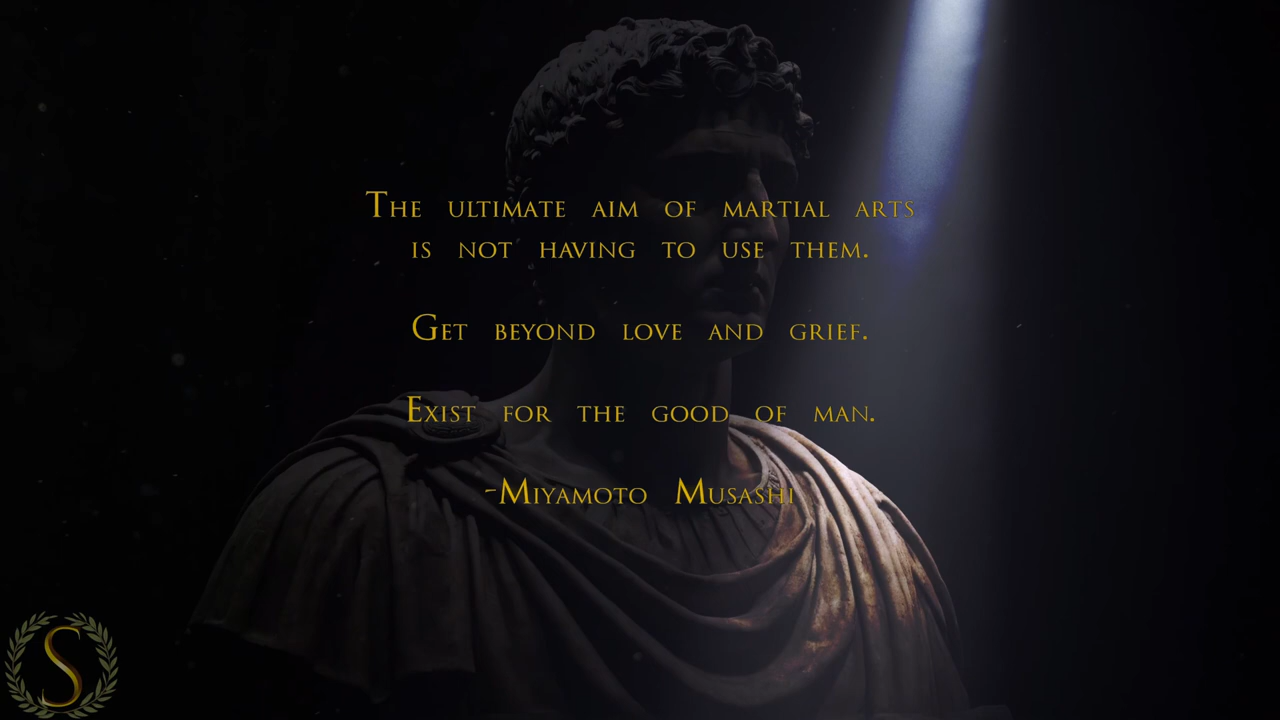 The ultimate aim of martial arts
is not having to use them.
Get beyond love and grief.
Exist for the good of man.
-Miyamoto Musashi
S